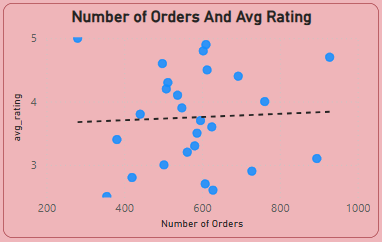 Number of Orders And Avg Rating
5
4
3
avg_rating
200 400 600 800 1000
Number of Orders